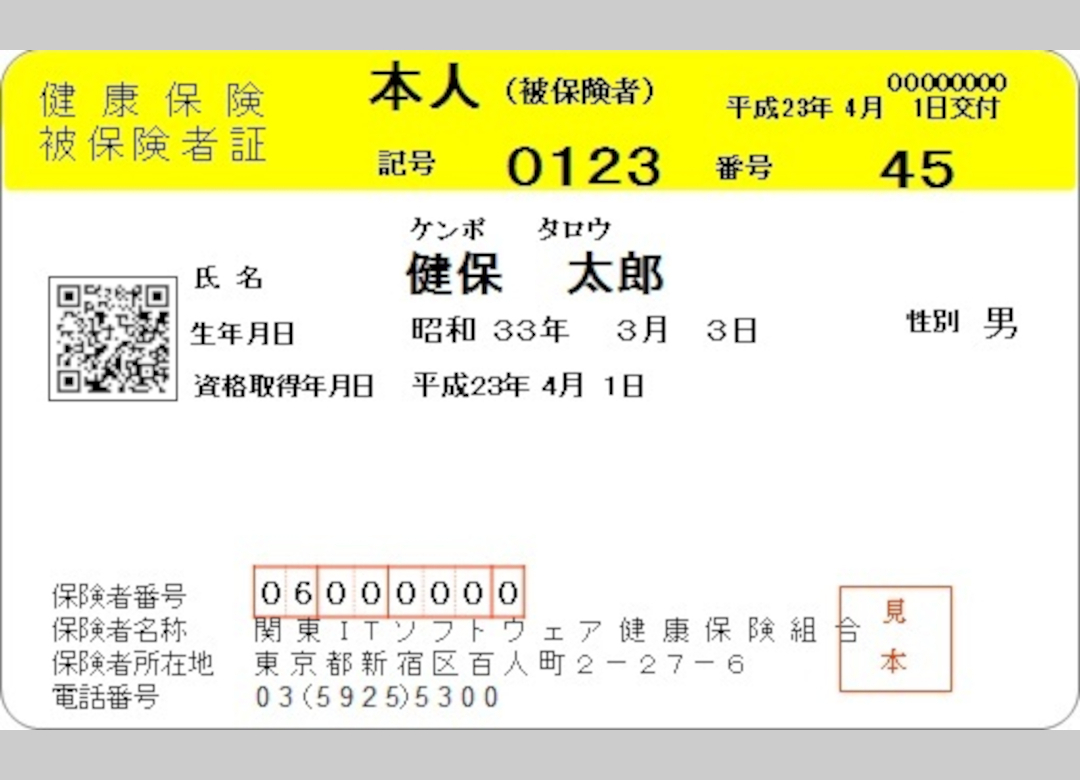 健康保険
被保険者証
本人（被保険者）
00000000
平成23年 4月 1日交付
記号 0123 番号 45
ケンポ タロウ
氏名 健保 太郎
生年月日 昭和 33年 3月 3日 性別 男
資格取得年月日 平成23年 4月 1日
保険者番号 06000000
保険者名称 関東ITソフトウェア健康保険組合
保険者所在地 東京都新宿区百人町2－27－6
電話番号 03(5925)5300
見本